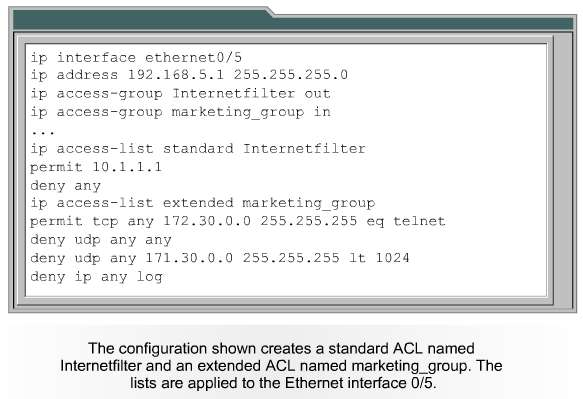 ip interface ethernet0/5
ip address 192.168.5.1 255.255.255.0
ip access-group Internetfilter out
ip access-group marketing_group in
...
ip access-list standard Internetfilter
permit 10.1.1.1
deny any
ip access-list extended marketing_group
permit tcp any 172.30.0.0 255.255.255 eq telnet
deny udp any any
deny udp any 171.30.0.0 255.255.255 lt 1024
deny ip any log
The configuration shown creates a standard ACL named
Internetfilter and an extended ACL named marketing_group. The
lists are applied to the Ethernet interface 0/5.